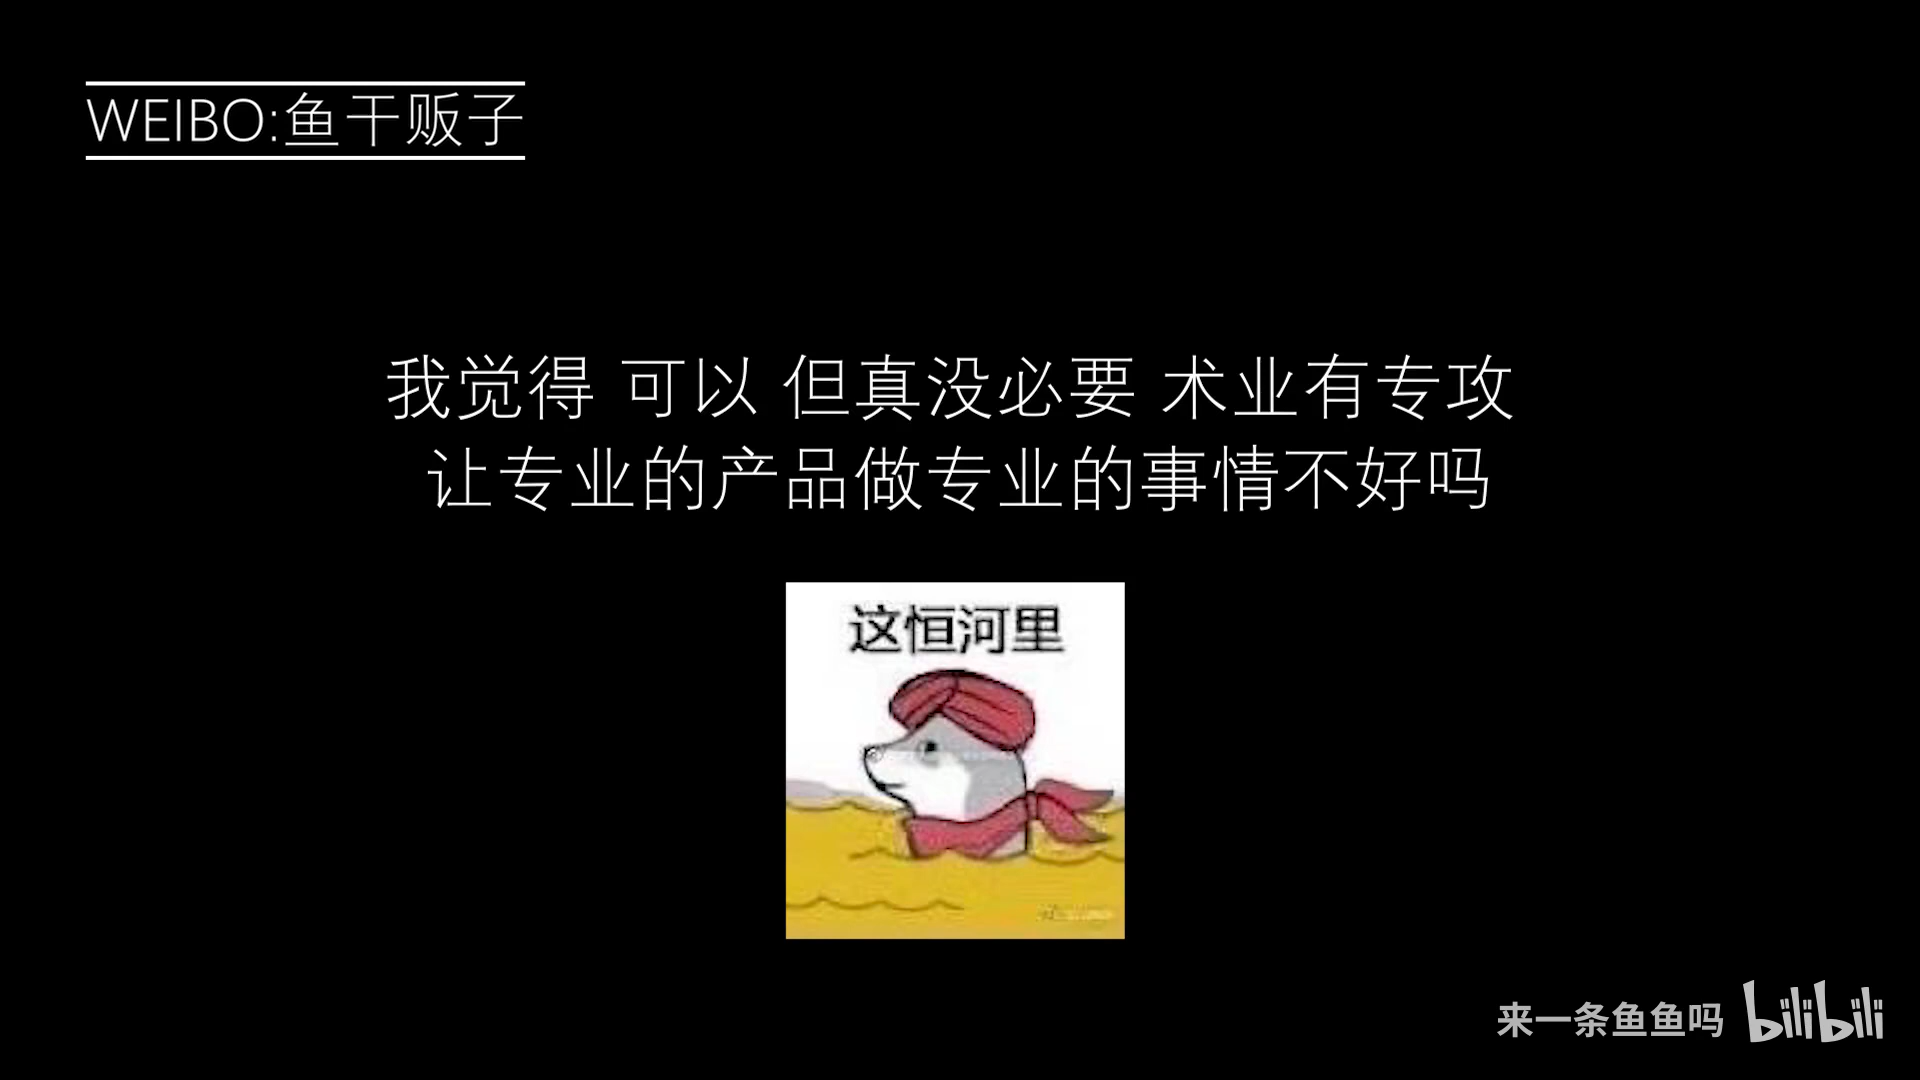 WEIBO:鱼干贩子
我觉得 可以 但真没必要 术业有专攻
让专业的产品做专业的事情不好吗
这恒河里
来一条鱼鱼吗 bilibili